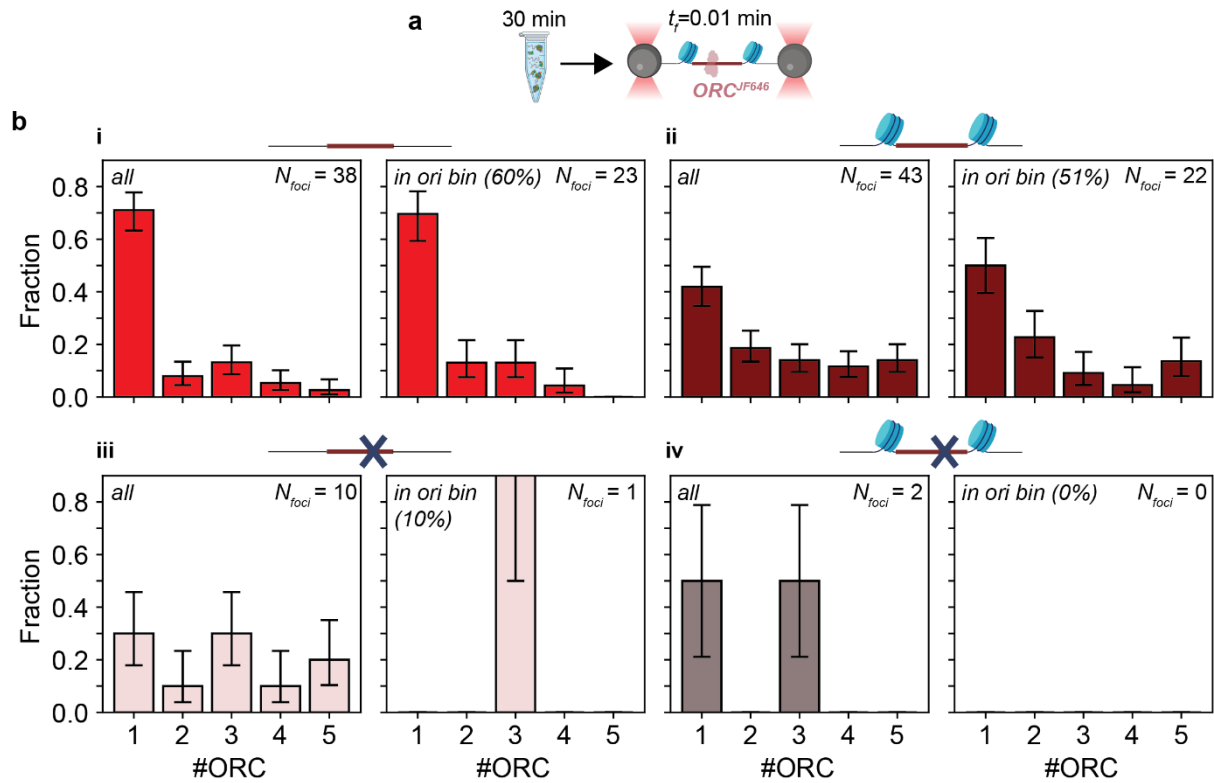 a
30 min
t_f=0.01 min
ORC^JF646
b
i
all
N_foci = 38
in ori bin (60%)
N_foci = 23
Fraction
0.8
0.6
0.4
0.2
0.0
ii
all
N_foci = 43
in ori bin (51%)
N_foci = 22
iii
all
N_foci = 10
in ori bin
(10%)
N_foci = 1
Fraction
0.8
0.6
0.4
0.2
0.0
1 2 3 4 5
#ORC
1 2 3 4 5
#ORC
iv
all
N_foci = 2
in ori bin (0%)
N_foci = 0
1 2 3 4 5
#ORC
1 2 3 4 5
#ORC